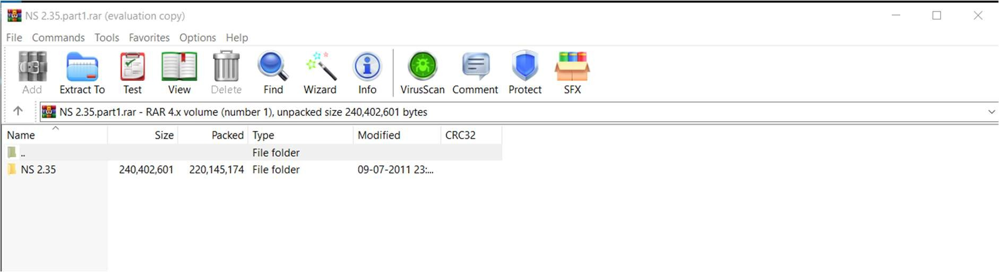 NS 2.35.part1.rar (evaluation copy)
File Commands Tools Favorites Options Help
Add Extract To Test View Delete Find Wizard Info VirusScan Comment Protect SFX
NS 2.35.part1.rar - RAR 4.x volume (number 1), unpacked size 240,402,601 bytes
Name Size Packed Type Modified CRC32
.. File folder
NS 2.35 240,402,601 220,145,174 File folder 09-07-2011 23:...